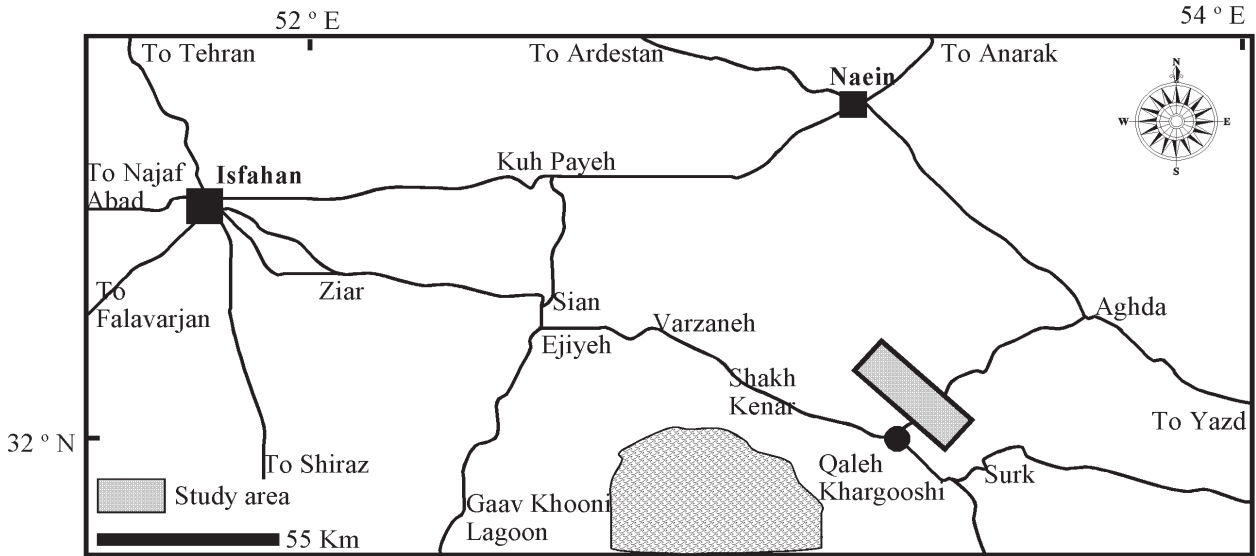 52 º E
54 º E
To Tehran
To Ardestan
To Anarak
Naein
N
W
E
S
Kuh Payeh
To Najaf
Abad
Isfahan
To
Falavarjan
Ziar
Sian
Ejiyeh
Varzaneh
Aghda
Shakh
Kenar
To Yazd
32 º N
To Shiraz
Qaleh
Khargooshi
Surk
Study area
Gaav Khooni
Lagoon
55 Km